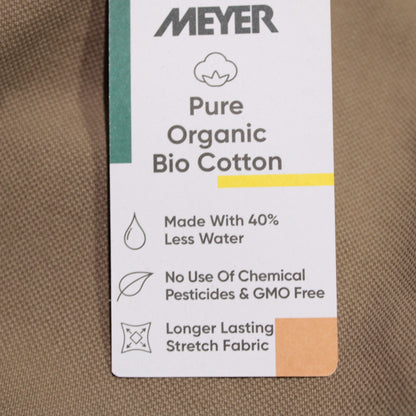 MEYER
Pure
Organic
Bio Cotton
Made With 40%
Less Water
No Use Of Chemical
Pesticides & GMO Free
Longer Lasting
Stretch Fabric